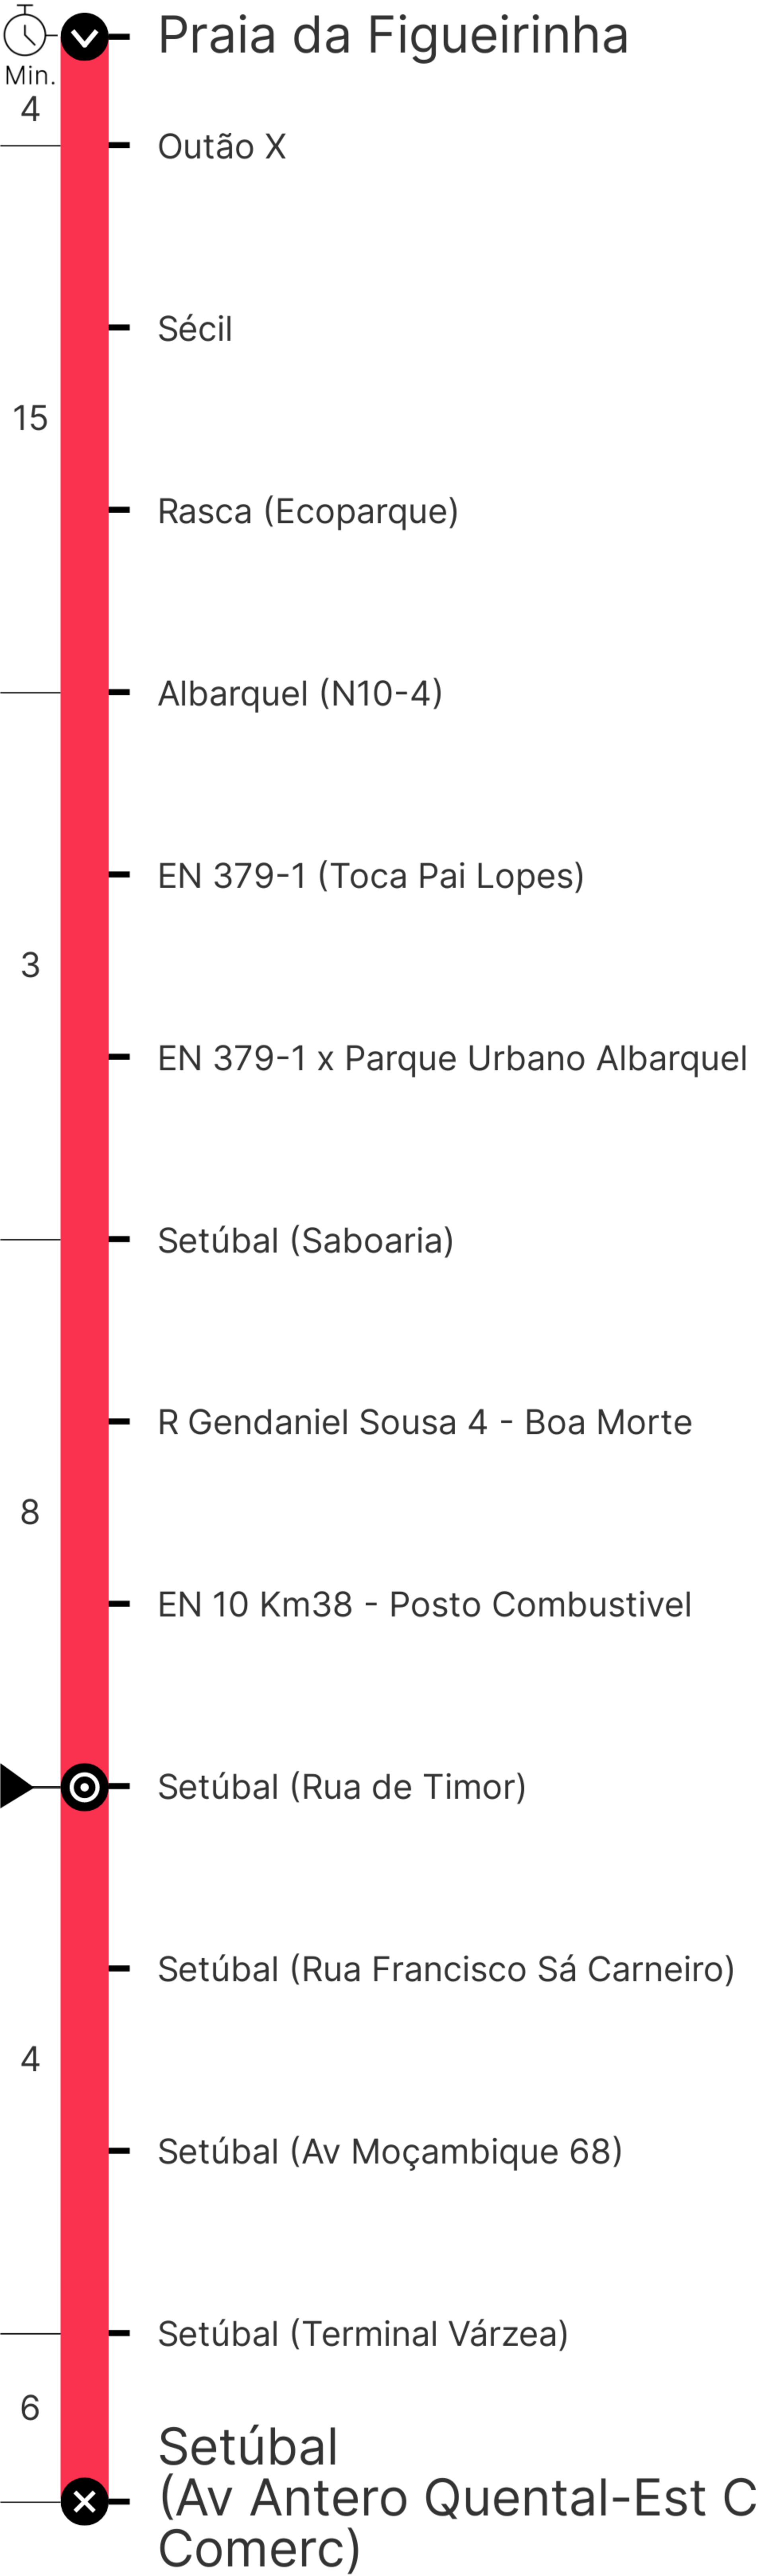 Praia da Figueirinha
Min.
4
Outão X
Sécil
15
Rasca (Ecoparque)
Albarquel (N10-4)
EN 379-1 (Toca Pai Lopes)
3
EN 379-1 x Parque Urbano Albarquel
Setúbal (Saboaria)
R Gendaniel Sousa 4 - Boa Morte
8
EN 10 Km38 - Posto Combustivel
Setúbal (Rua de Timor)
Setúbal (Rua Francisco Sá Carneiro)
4
Setúbal (Av Moçambique 68)
Setúbal (Terminal Várzea)
6
Setúbal
(Av Antero Quental-Est C
Comerc)